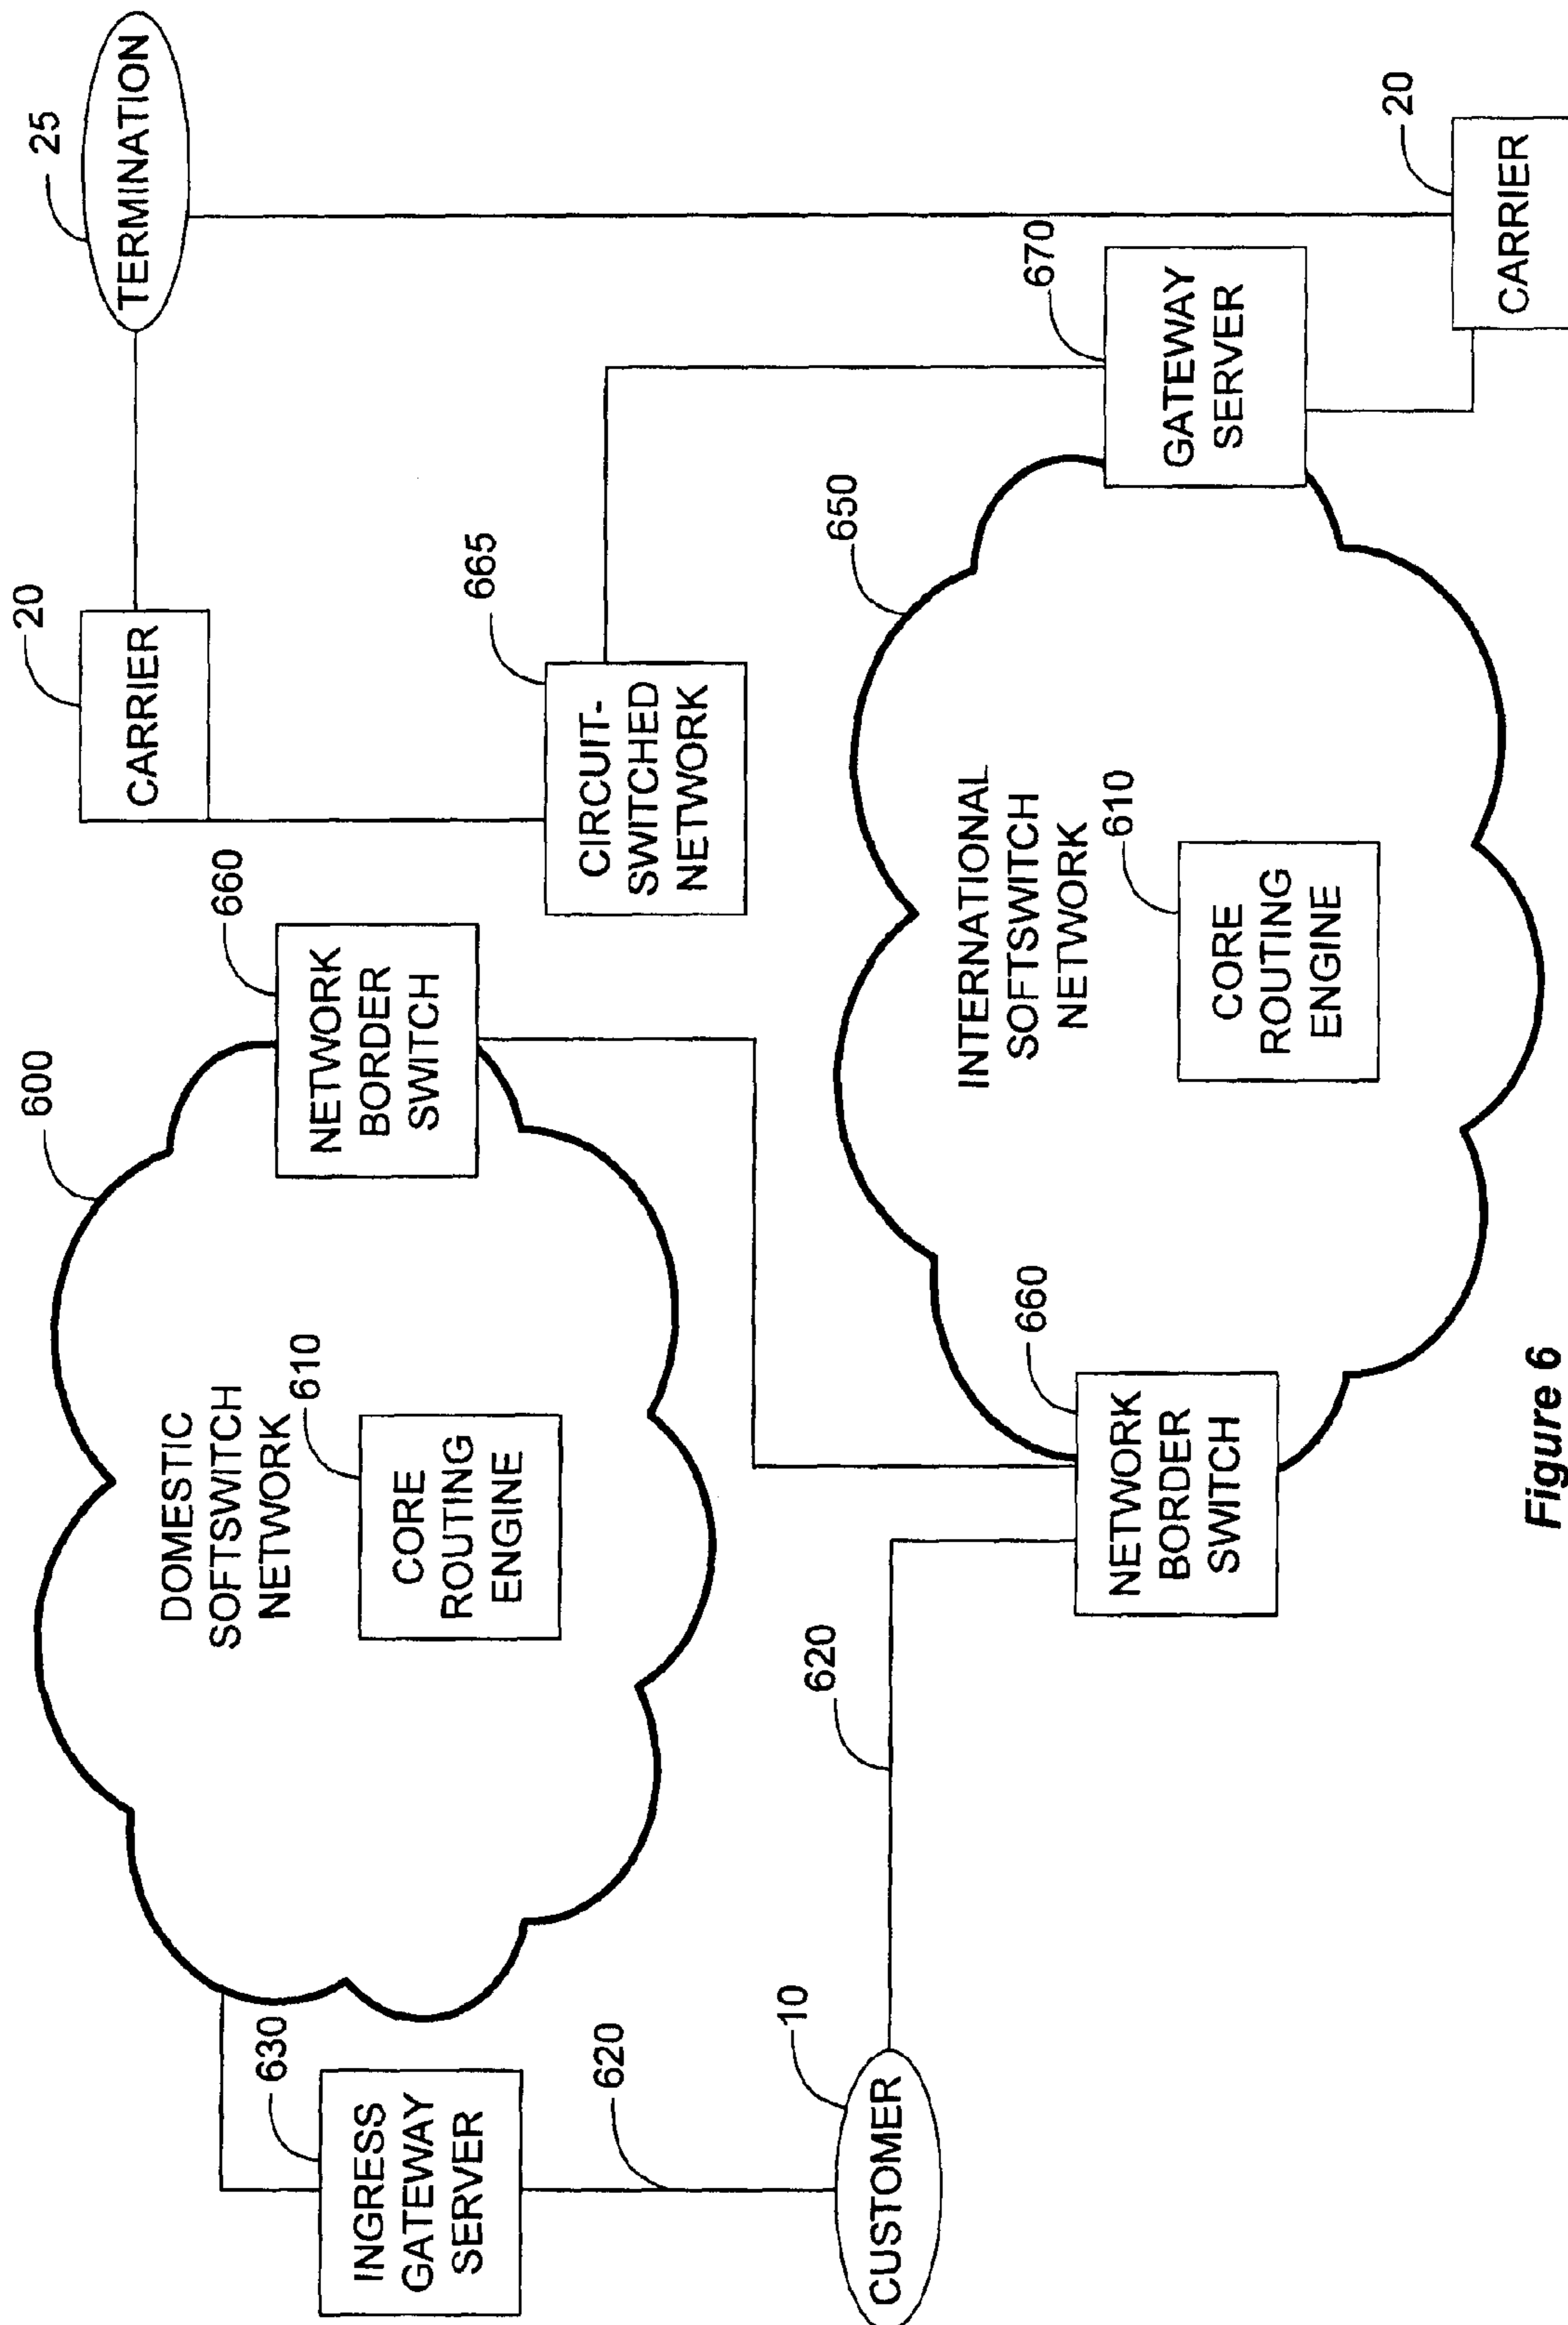 600
DOMESTIC
SOFTSWITCH
NETWORK
610
CORE
ROUTING
ENGINE
630
INGRESS
GATEWAY
SERVER
620
10
CUSTOMER
620
660
NETWORK
BORDER
SWITCH
20
CARRIER
25
TERMINATION
665
CIRCUIT-
SWITCHED
NETWORK
650
INTERNATIONAL
SOFTSWITCH
NETWORK
610
CORE
ROUTING
ENGINE
660
NETWORK
BORDER
SWITCH
670
GATEWAY
SERVER
20
CARRIER
Figure 6